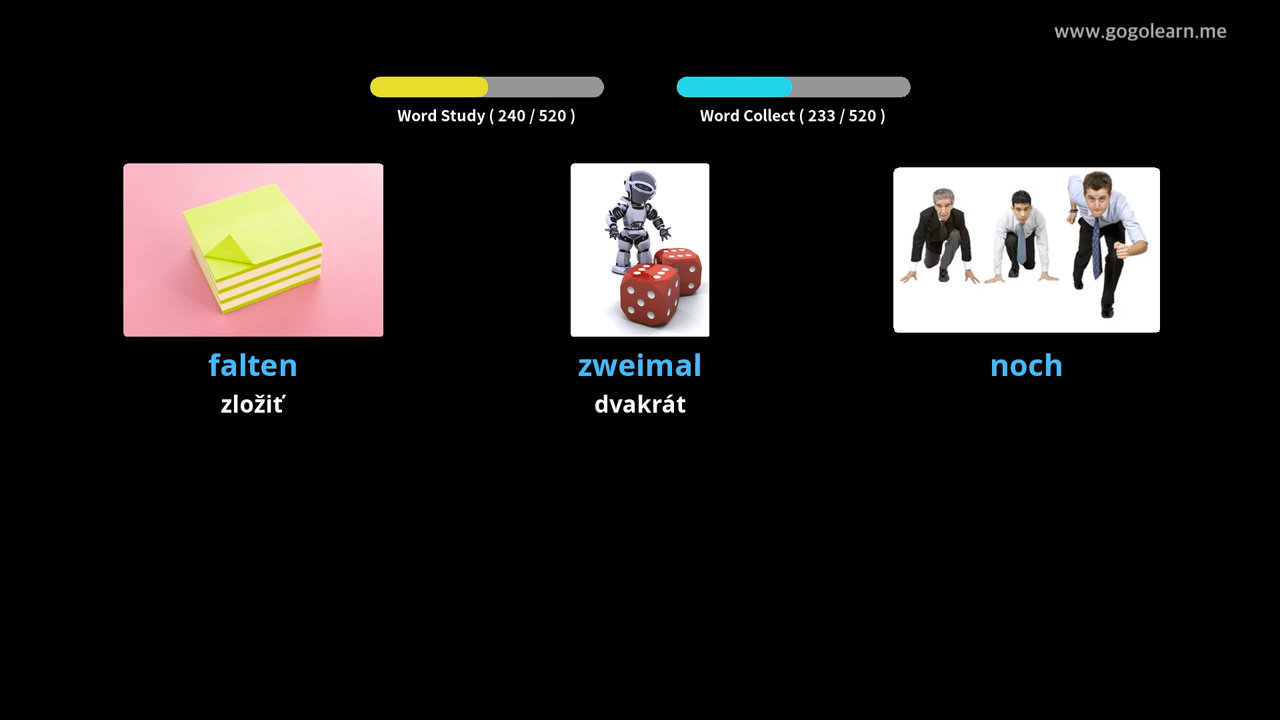 www.gogolearn.me
Word Study ( 240 / 520 )
Word Collect ( 233 / 520 )
falten
zweimal
noch
zložiť
dvakrát